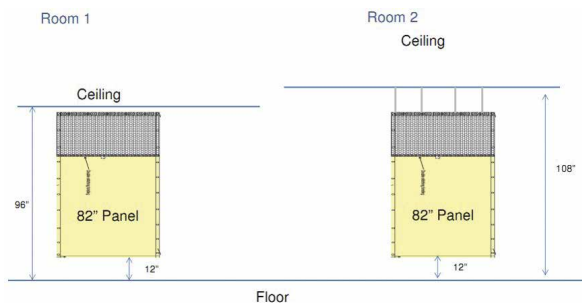 Room 1
Room 2
Ceiling
Ceiling
96"
82" Panel
12"
82" Panel
12"
108"
Floor